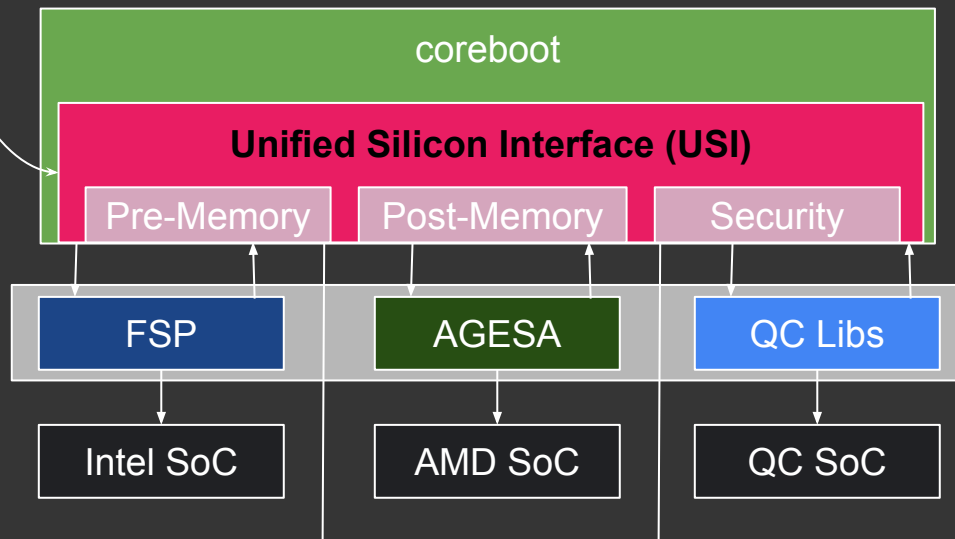 coreboot
Unified Silicon Interface (USI)
Pre-Memory Post-Memory Security
FSP AGESA QC Libs
Intel SoC AMD SoC QC SoC